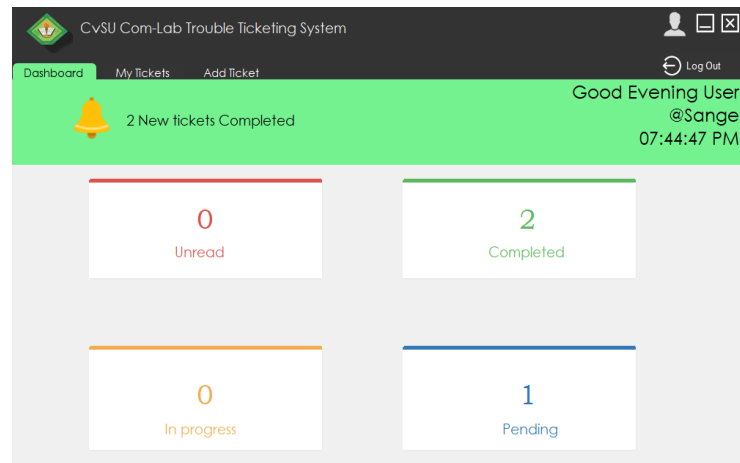 CvSU Com-Lab Trouble Ticketing System
Log Out
Dashboard My Tickets Add Ticket
Good Evening User
2 New tickets Completed
@Sange
07:44:47 PM
0
Unread
2
Completed
0
In progress
1
Pending